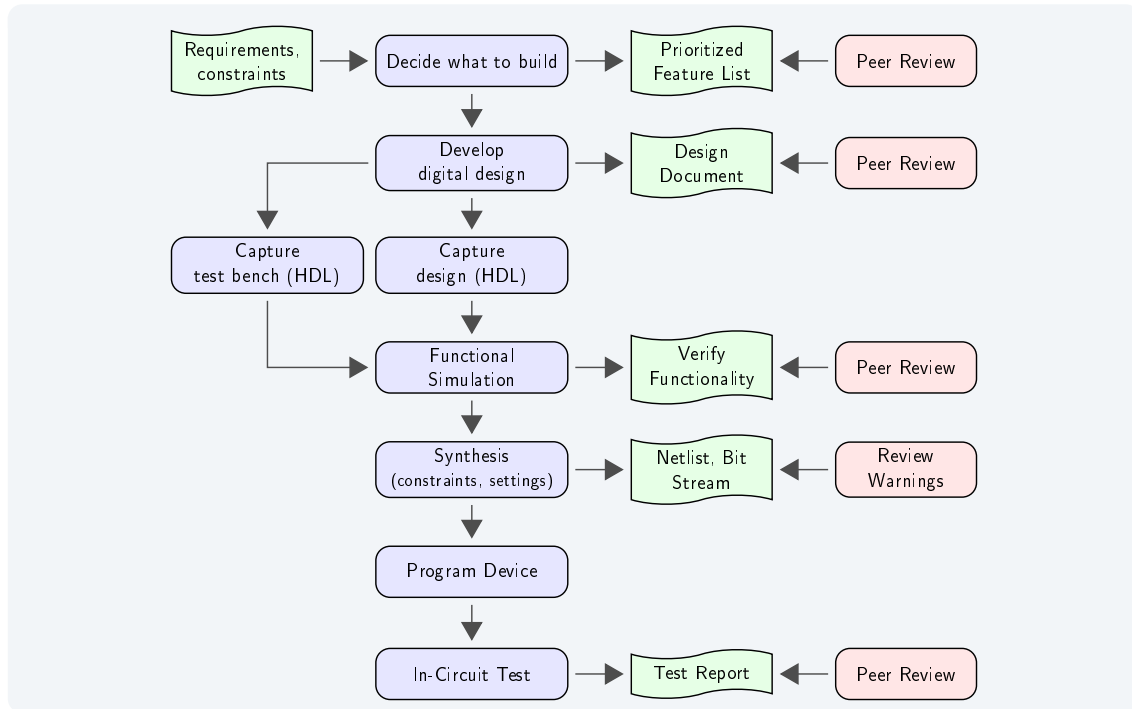 Requirements,
constraints
Decide what to build
Prioritized
Feature List
Peer Review
Develop
digital design
Design
Document
Peer Review
Capture
test bench (HDL)
Capture
design (HDL)
Functional
Simulation
Verify
Functionality
Peer Review
Synthesis
(constraints, settings)
Netlist, Bit
Stream
Review
Warnings
Program Device
In-Circuit Test
Test Report
Peer Review